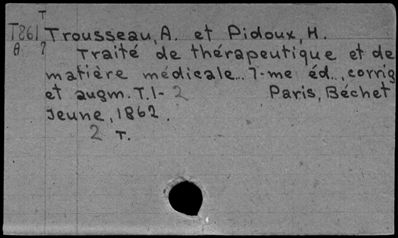 T
T861 Trousseau, A. et Pidoux, H.
θ ? Traité de thérapeutique et de
matière médicale... 7-me éd., corrig
et augm. T.1-2 Paris, Béchet
Jeune, 1862.
2 T.